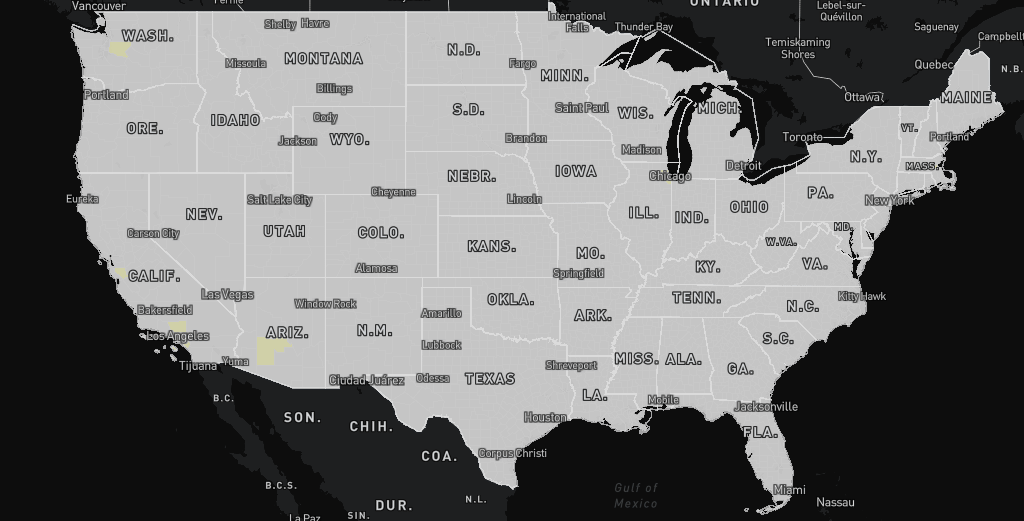 Vancouver
Fernie
ONTARIO
Lebel-sur-
Quévillon
International
Falls
Thunder Bay
Shelby
Havre
WASH.
Temiskaming
Shores
Saguenay
Campbellt
N.D.
MONTANA
Missoula
Fargo
MINN.
Quebec
N.B.
Portland
Billings
Ottawa
MAINE
IDAHO
Cody
S.D.
Saint Paul
WIS.
MICH.
ORE.
Jackson
WYO.
Brandon
Madison
Toronto
VT.
Portland
N.Y.
MASS.
Detroit
Eureka
Salt Lake City
Cheyenne
NEBR.
Lincoln
IOWA
Chicago
PA.
New York
NEV.
UTAH
COLO.
ILL.
IND.
OHIO
MD.
Carson City
KANS.
MO.
W.VA.
VA.
CALIF.
Alamosa
Springfield
KY.
Bakersfield
Las Vegas
Window Rock
Amarillo
OKLA.
ARK.
TENN.
N.C.
Kitty Hawk
Los Angeles
ARIZ.
N.M.
Lubbock
S.C.
Tijuana
Yuma
Ciudad Juárez
Odessa
TEXAS
Shreveport
MISS.
ALA.
GA.
B.C.
SON.
CHIH.
Houston
LA.
Mobile
Jacksonville
COA.
Corpus Christi
FLA.
B.C.S.
N.L.
Gulf of
Mexico
Miami
Nassau
La Paz
SIN.
DUR.